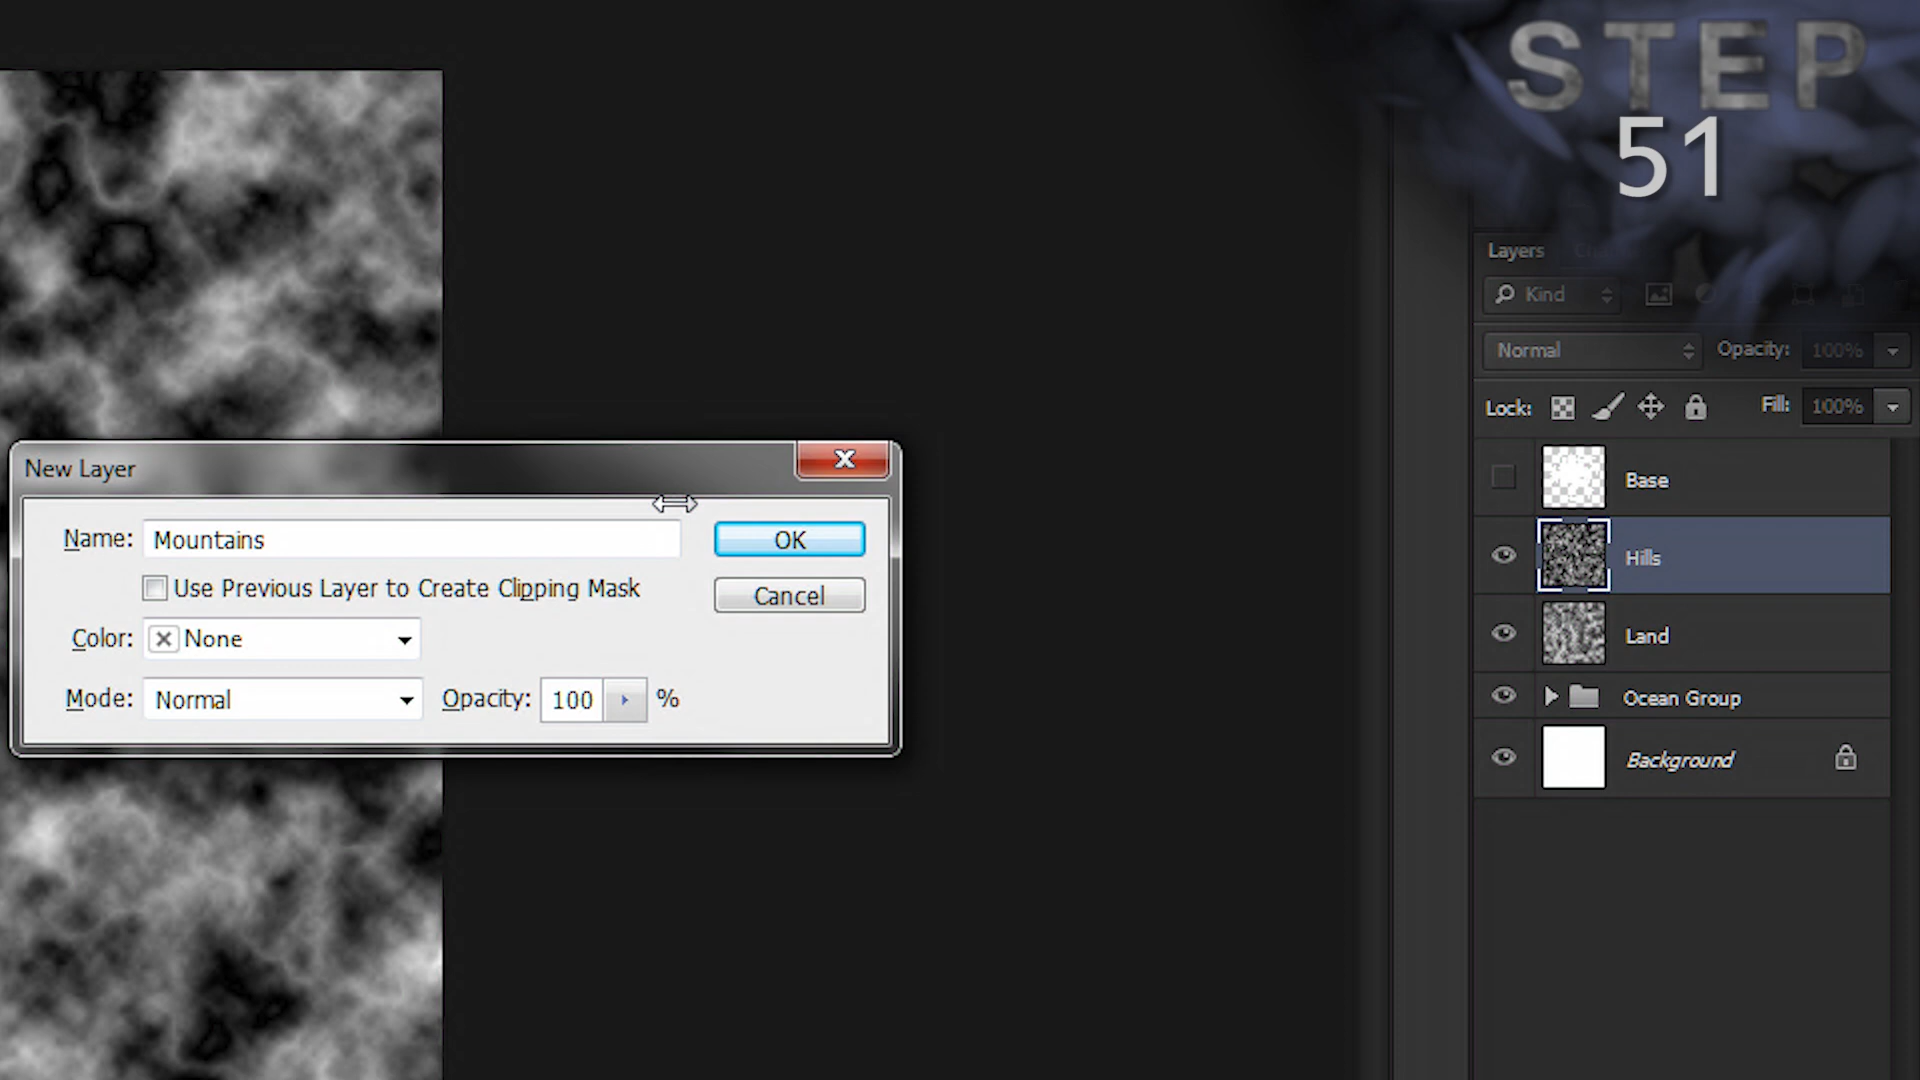 STEP
51
Layers
Kind
Normal
Opacity: 100%
Lock:
Fill: 100%
Base
Hills
Land
Ocean Group
Background
New Layer
Name: Mountains
OK
Use Previous Layer to Create Clipping Mask
Cancel
Color: None
Mode: Normal
Opacity: 100 %